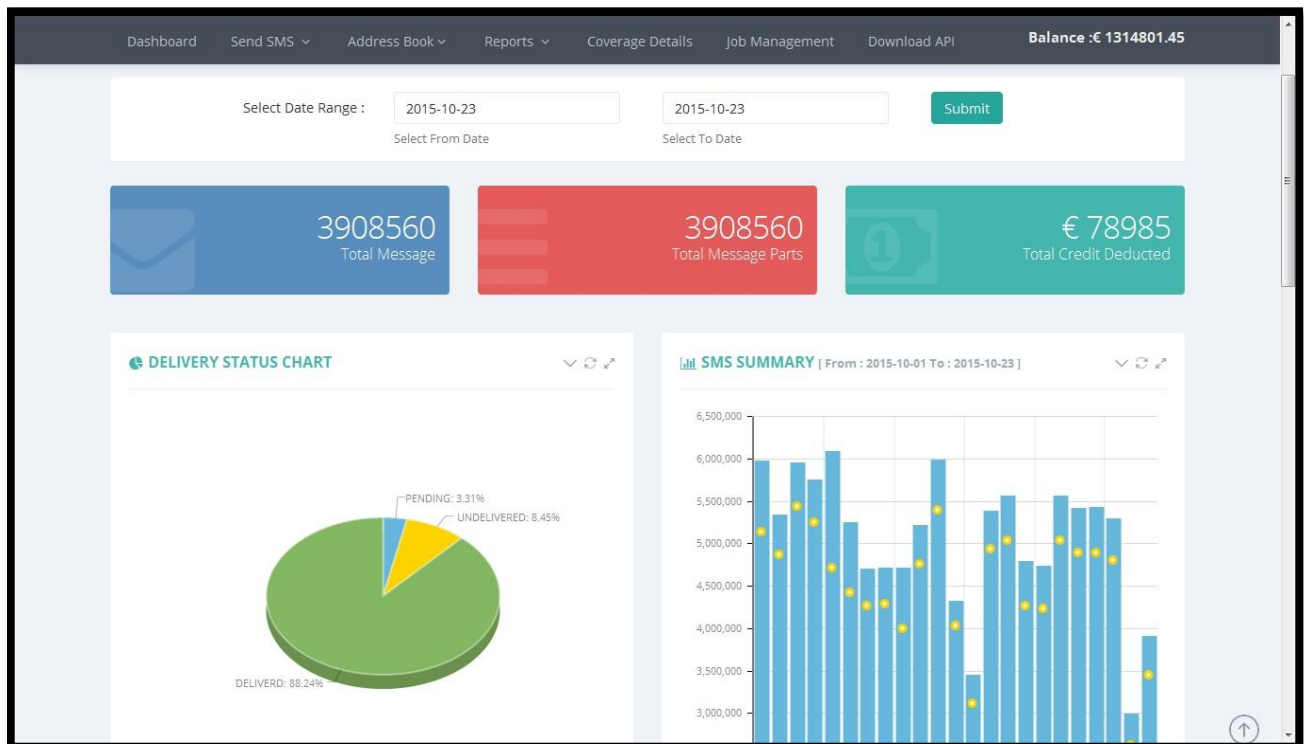 Dashboard Send SMS Address Book Reports Coverage Details Job Management Download API Balance :€ 1314801.45
Select Date Range : 2015-10-23 2015-10-23 Submit
Select From Date Select To Date
3908560
Total Message
3908560
Total Message Parts
€ 78985
Total Credit Deducted
DELIVERY STATUS CHART
PENDING: 3.31%
UNDELIVERED: 8.45%
DELIVERD: 88.24%
SMS SUMMARY [ From : 2015-10-01 To : 2015-10-23 ]
6,500,000
6,000,000
5,500,000
5,000,000
4,500,000
4,000,000
3,500,000
3,000,000